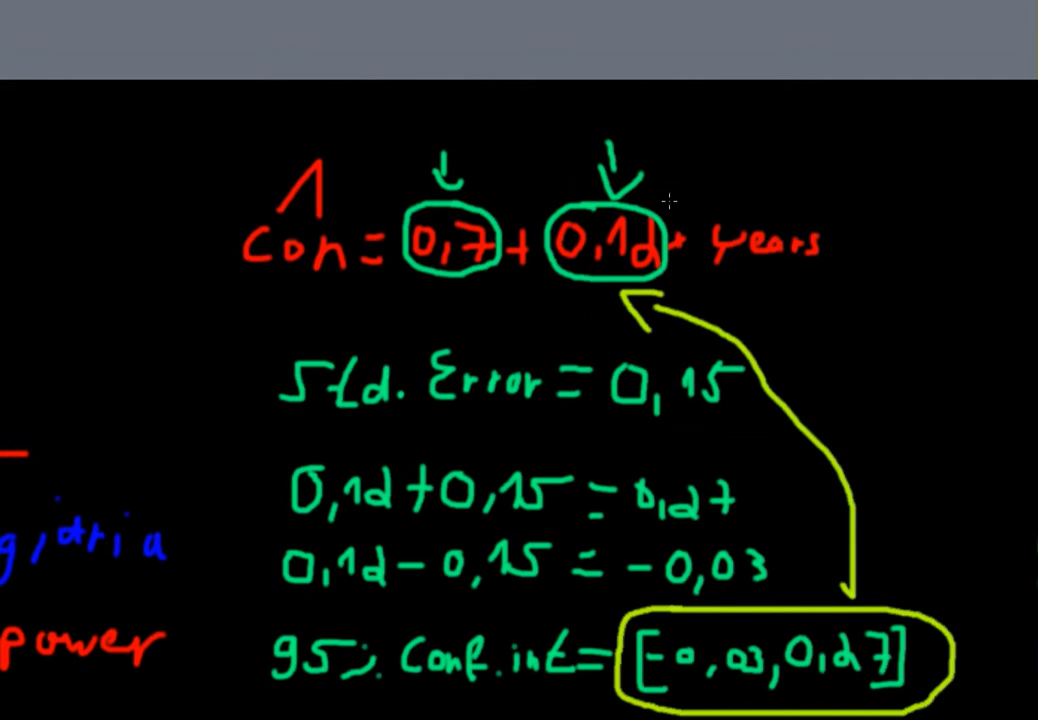 Con = 0,7 + 0,12 * years
Std. Error = 0,15
0,12 + 0,15 = 0,27
0,12 - 0,15 = -0,03
95% Conf. int = [-0,03, 0,27]
power